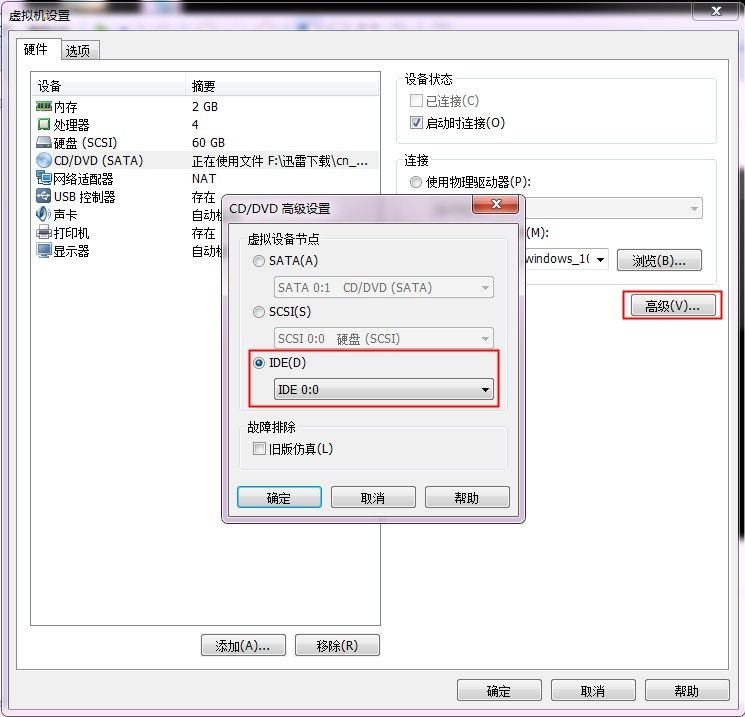 虚拟机设置
硬件 选项
设备 摘要
内存 2 GB
处理器 4
硬盘 (SCSI) 60 GB
CD/DVD (SATA) 正在使用文件 F:\迅雷下载\cn_...
网络适配器 NAT
USB 控制器 存在
声卡 自动检
打印机 存在
显示器 自动检
设备状态
已连接(C)
启动时连接(O)
连接
使用物理驱动器(P):
(M):
windows_10
浏览(B)...
高级(V)...
CD/DVD 高级设置
虚拟设备节点
SATA(A)
SATA 0:1 CD/DVD (SATA)
SCSI(S)
SCSI 0:0 硬盘 (SCSI)
IDE(D)
IDE 0:0
故障排除
旧版仿真(L)
确定 取消 帮助
添加(A)... 移除(R)
确定 取消 帮助